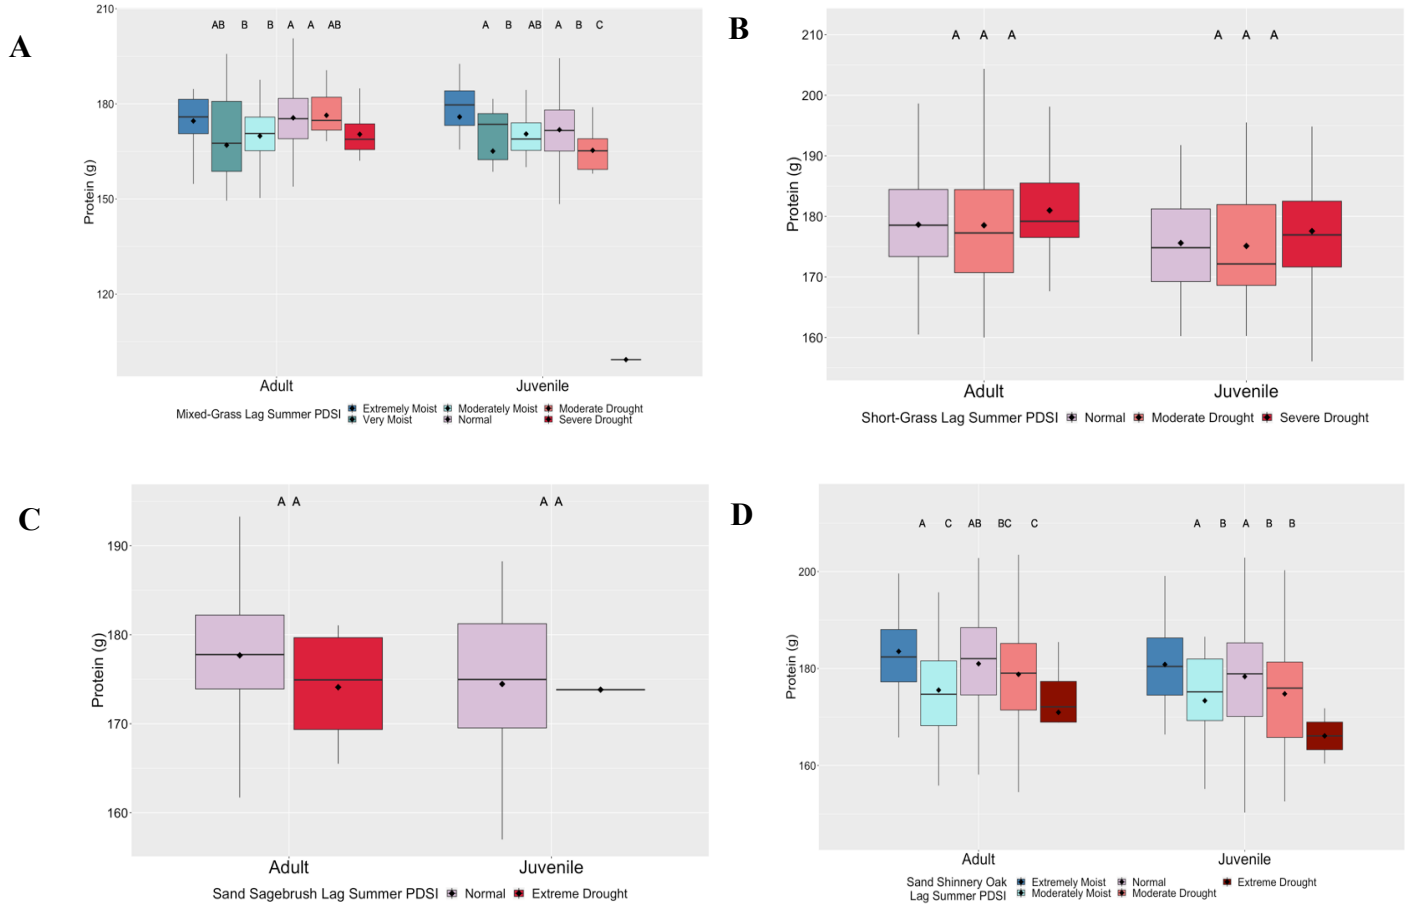 A
210
AB B B A A AB
A B AB A B C
180
150
120
Protein (g)
Adult
Juvenile
Mixed-Grass Lag Summer PDSI
Extremely Moist
Moderately Moist
Moderate Drought
Very Moist
Normal
Severe Drought
B
210
A A A
A A A
200
190
180
170
160
Protein (g)
Adult
Juvenile
Short-Grass Lag Summer PDSI
Normal
Moderate Drought
Severe Drought
C
A A
A A
190
180
170
160
Protein (g)
Adult
Juvenile
Sand Sagebrush Lag Summer PDSI
Normal
Extreme Drought
D
A C AB BC C
A B A B B
200
180
160
Protein (g)
Adult
Juvenile
Sand Shinnery Oak
Lag Summer PDSI
Extremely Moist
Normal
Extreme Drought
Moderately Moist
Moderate Drought